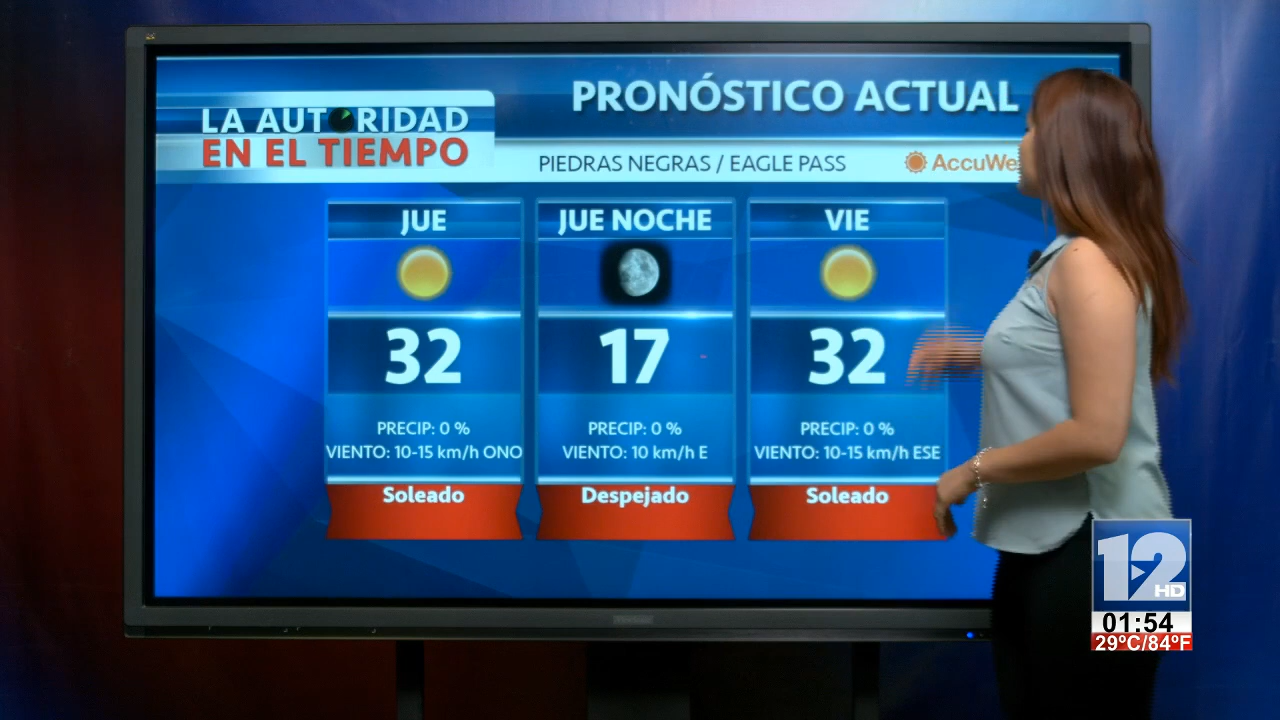 PRONÓSTICO ACTUAL
LA AUTORIDAD
EN EL TIEMPO
PIEDRAS NEGRAS / EAGLE PASS
AccuWe
JUE
JUE NOCHE
VIE
32
17
32
PRECIP: 0 %
PRECIP: 0 %
PRECIP: 0 %
VIENTO: 10-15 km/h ONO
VIENTO: 10 km/h E
VIENTO: 10-15 km/h ESE
Soleado
Despejado
Soleado
12
HD
01:54
29ºC/84ºF